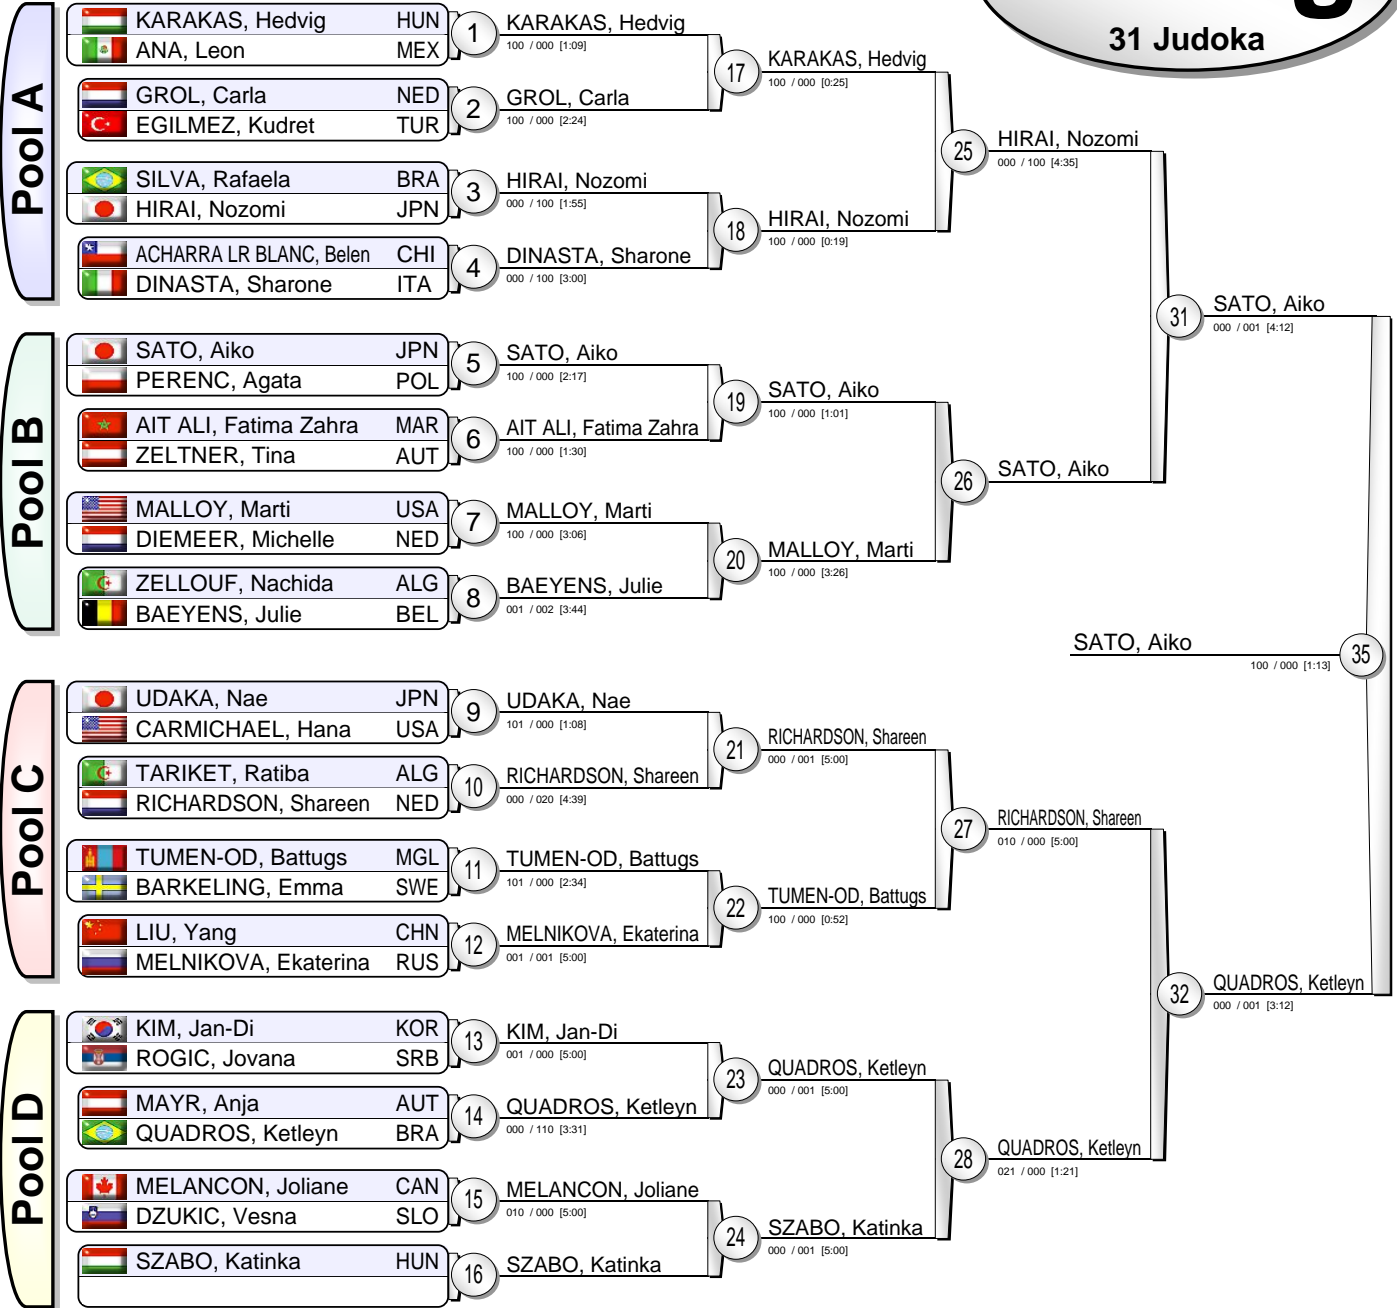 31 Judoka
Pool A
KARAKAS, Hedvig HUN
ANA, Leon MEX
1
KARAKAS, Hedvig
100 / 000 [1:09]
GROL, Carla NED
EGILMEZ, Kudret TUR
2
GROL, Carla
100 / 000 [2:24]
17
KARAKAS, Hedvig
100 / 000 [0:25]
SILVA, Rafaela BRA
HIRAI, Nozomi JPN
3
HIRAI, Nozomi
000 / 100 [1:55]
ACHARRA LR BLANC, Belen CHI
DINASTA, Sharone ITA
4
DINASTA, Sharone
000 / 100 [3:00]
18
HIRAI, Nozomi
100 / 000 [0:19]
25
HIRAI, Nozomi
000 / 100 [4:35]
Pool B
SATO, Aiko JPN
PERENC, Agata POL
5
SATO, Aiko
100 / 000 [2:17]
AIT ALI, Fatima Zahra MAR
ZELTNER, Tina AUT
6
AIT ALI, Fatima Zahra
100 / 000 [1:30]
19
SATO, Aiko
100 / 000 [1:01]
MALLOY, Marti USA
DIEMEER, Michelle NED
7
MALLOY, Marti
100 / 000 [3:06]
ZELLOUF, Nachida ALG
BAEYENS, Julie BEL
8
BAEYENS, Julie
001 / 002 [3:44]
20
MALLOY, Marti
100 / 000 [3:26]
26
SATO, Aiko
31
SATO, Aiko
000 / 001 [4:12]
Pool C
UDAKA, Nae JPN
CARMICHAEL, Hana USA
9
UDAKA, Nae
101 / 000 [1:08]
TARIKET, Ratiba ALG
RICHARDSON, Shareen NED
10
RICHARDSON, Shareen
000 / 020 [4:39]
21
RICHARDSON, Shareen
000 / 001 [5:00]
TUMEN-OD, Battugs MGL
BARKELING, Emma SWE
11
TUMEN-OD, Battugs
101 / 000 [2:34]
LIU, Yang CHN
MELNIKOVA, Ekaterina RUS
12
MELNIKOVA, Ekaterina
001 / 001 [5:00]
22
TUMEN-OD, Battugs
100 / 000 [0:52]
27
RICHARDSON, Shareen
010 / 000 [5:00]
Pool D
KIM, Jan-Di KOR
ROGIC, Jovana SRB
13
KIM, Jan-Di
001 / 000 [5:00]
MAYR, Anja AUT
QUADROS, Ketleyn BRA
14
QUADROS, Ketleyn
000 / 110 [3:31]
23
QUADROS, Ketleyn
000 / 001 [5:00]
MELANCON, Joliane CAN
DZUKIC, Vesna SLO
15
MELANCON, Joliane
010 / 000 [5:00]
SZABO, Katinka HUN
16
SZABO, Katinka
24
SZABO, Katinka
000 / 001 [5:00]
28
QUADROS, Ketleyn
021 / 000 [1:21]
32
QUADROS, Ketleyn
000 / 001 [3:12]
SATO, Aiko
100 / 000 [1:13]
35